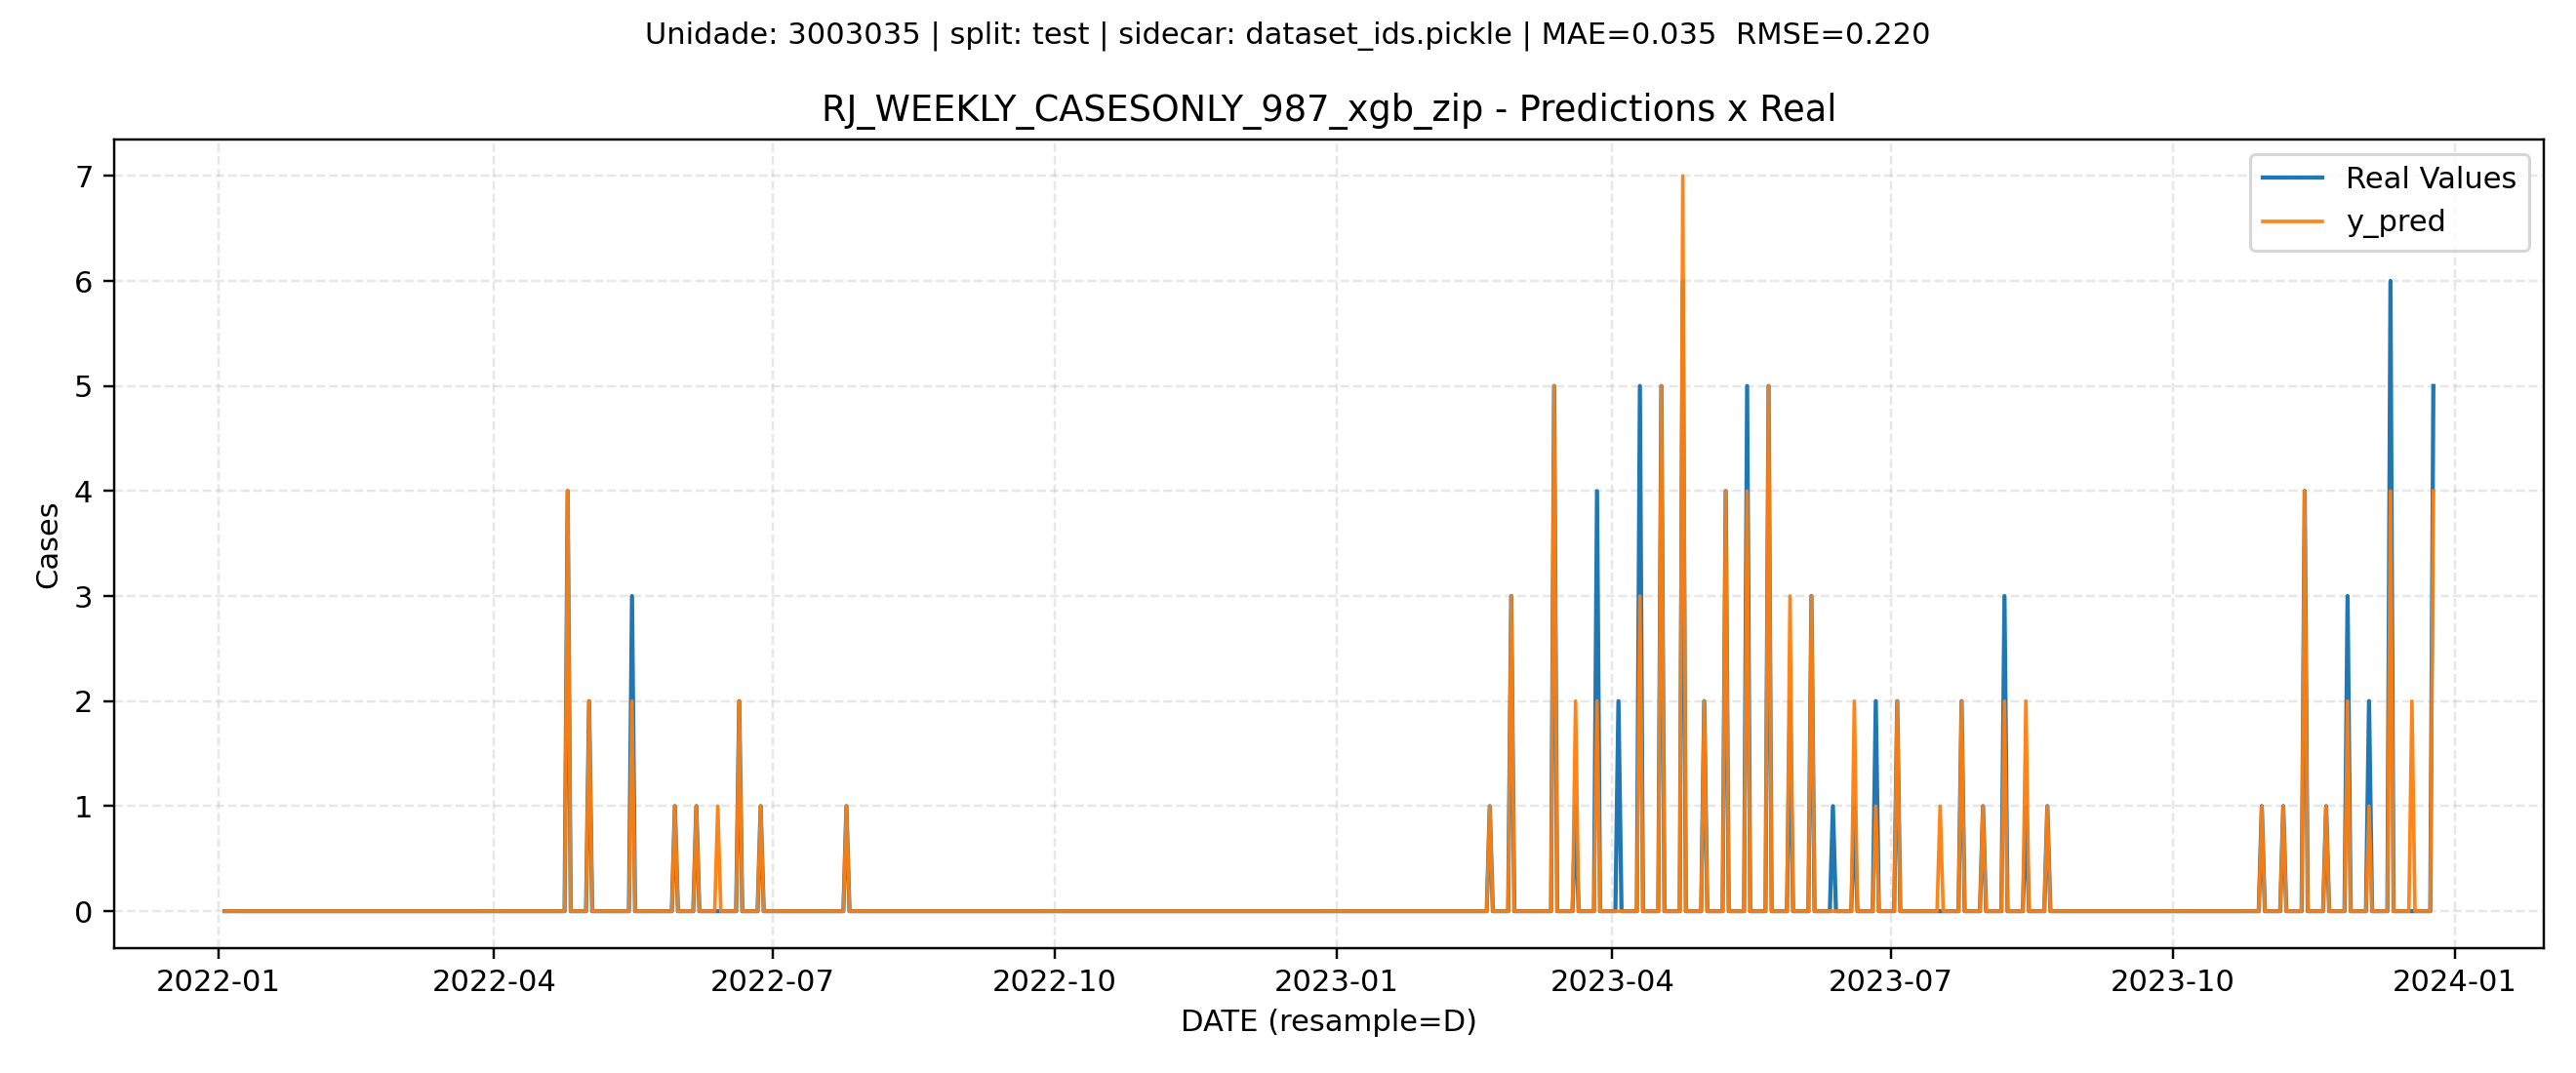 Unidade: 3003035 | split: test | sidecar: dataset_ids.pickle | MAE=0.035  RMSE=0.220
RJ_WEEKLY_CASESONLY_987_xgb_zip - Predictions x Real
Real Values
y_pred
7
6
5
4
3
2
1
0
Cases
2022-01
2022-04
2022-07
2022-10
2023-01
2023-04
2023-07
2023-10
2024-01
DATE (resample=D)